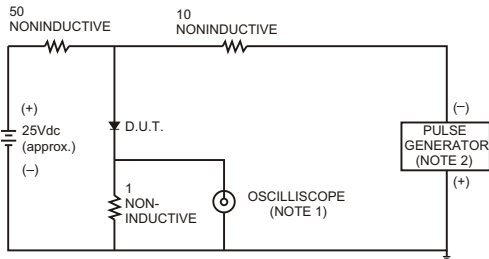 50
NONINDUCTIVE
10
NONINDUCTIVE
(+)
25Vdc
(approx.)
(–)
D.U.T.
1
NON-
INDUCTIVE
OSCILLISCOPE
(NOTE 1)
(–)
PULSE
GENERATOR
(NOTE 2)
(+)